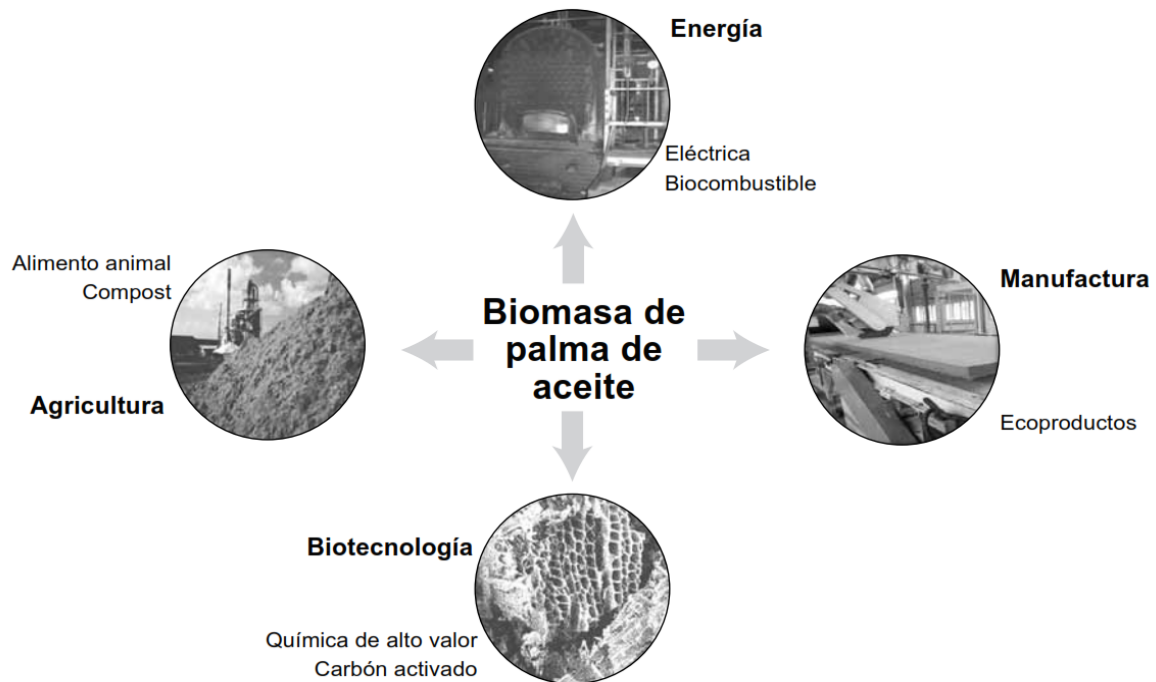 Energía
Eléctrica
Biocombustible
Alimento animal
Compost
Agricultura
Biomasa de
palma de
aceite
Manufactura
Ecoproductos
Biotecnología
Química de alto valor
Carbón activado